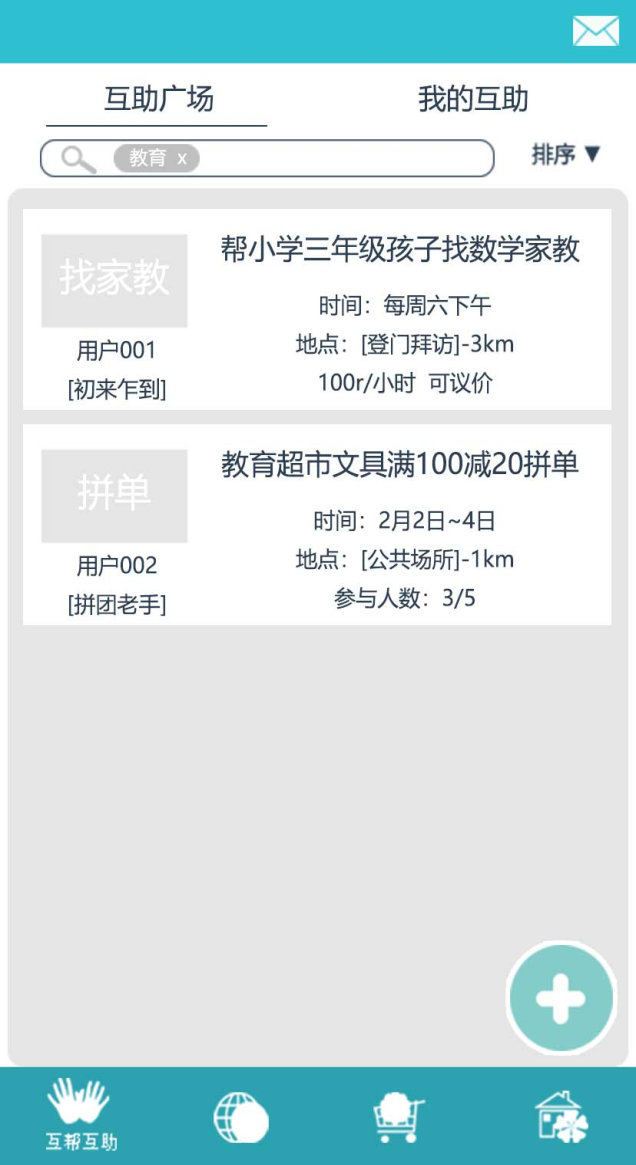 互助广场 我的互助
教育 x 排序 ▼
找家教
用户001
[初来乍到]
帮小学三年级孩子找数学家教
时间：每周六下午
地点：[登门拜访]-3km
100r/小时 可议价
拼单
用户002
[拼团老手]
教育超市文具满100减20拼单
时间：2月2日~4日
地点：[公共场所]-1km
参与人数：3/5
互帮互助